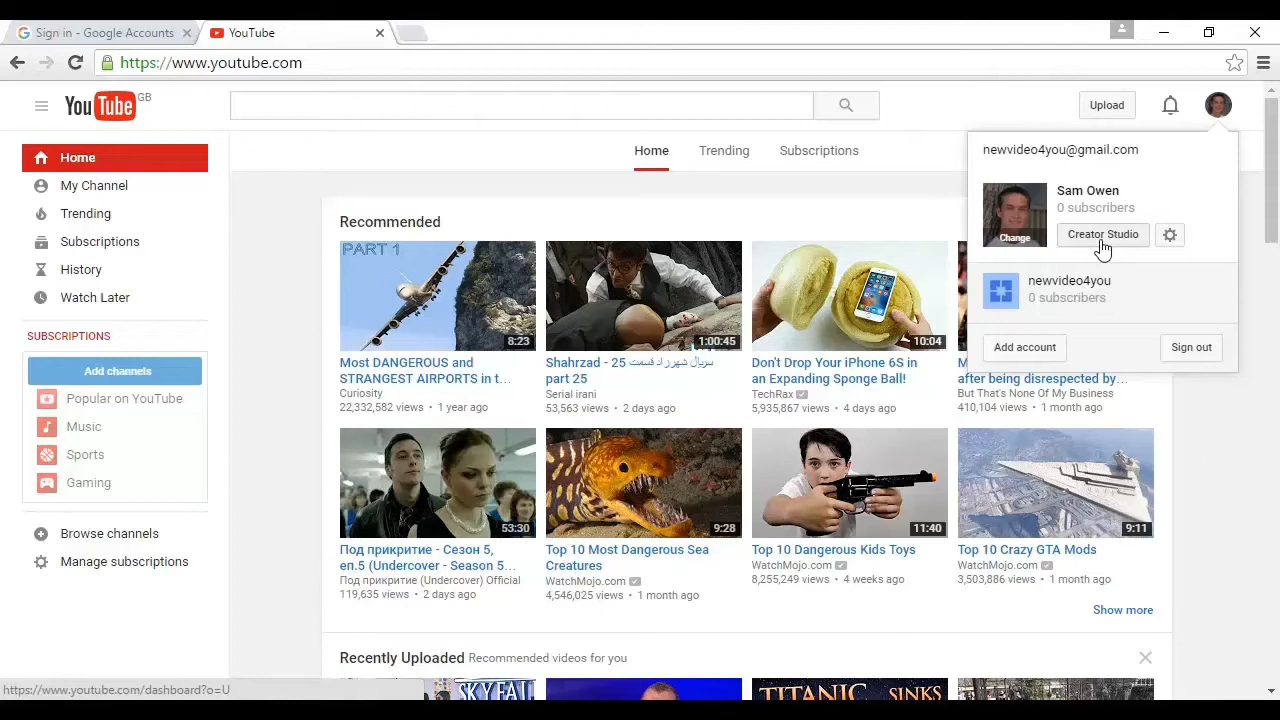 Sign in - Google Accounts
YouTube
https://www.youtube.com
YouTube GB
Upload
Home
My Channel
Trending
Subscriptions
History
Watch Later
SUBSCRIPTIONS
Add channels
Popular on YouTube
Music
Sports
Gaming
Browse channels
Manage subscriptions
Home Trending Subscriptions
newvideo4you@gmail.com
Sam Owen
0 subscribers
Change
Creator Studio
newvideo4you
0 subscribers
Add account
Sign out
Recommended
PART 1
8:23
Most DANGEROUS and
STRANGEST AIRPORTS in t...
Curiosity
22,332,582 views • 1 year ago
1:00:45
Shahrzad - سریال شهرزاد قسمت 25
part 25
Serial irani
53,563 views • 2 days ago
10:04
Don't Drop Your iPhone 6S in
an Expanding Sponge Ball!
TechRax
5,935,867 views • 4 days ago
after being disrespected by...
But That's None Of My Business
410,104 views • 1 month ago
53:30
Под прикритие - Сезон 5,
еп.5 (Undercover - Season 5...
Под прикритие (Undercover) Official
119,635 views • 2 days ago
9:28
Top 10 Most Dangerous Sea
Creatures
WatchMojo.com
4,546,025 views • 1 month ago
11:40
Top 10 Dangerous Kids Toys
WatchMojo.com
8,255,249 views • 4 weeks ago
9:11
Top 10 Crazy GTA Mods
WatchMojo.com
3,503,886 views • 1 month ago
Show more
Recently Uploaded Recommended videos for you
SKYFALL
TITANIC SINKS
https://www.youtube.com/dashboard?o=U